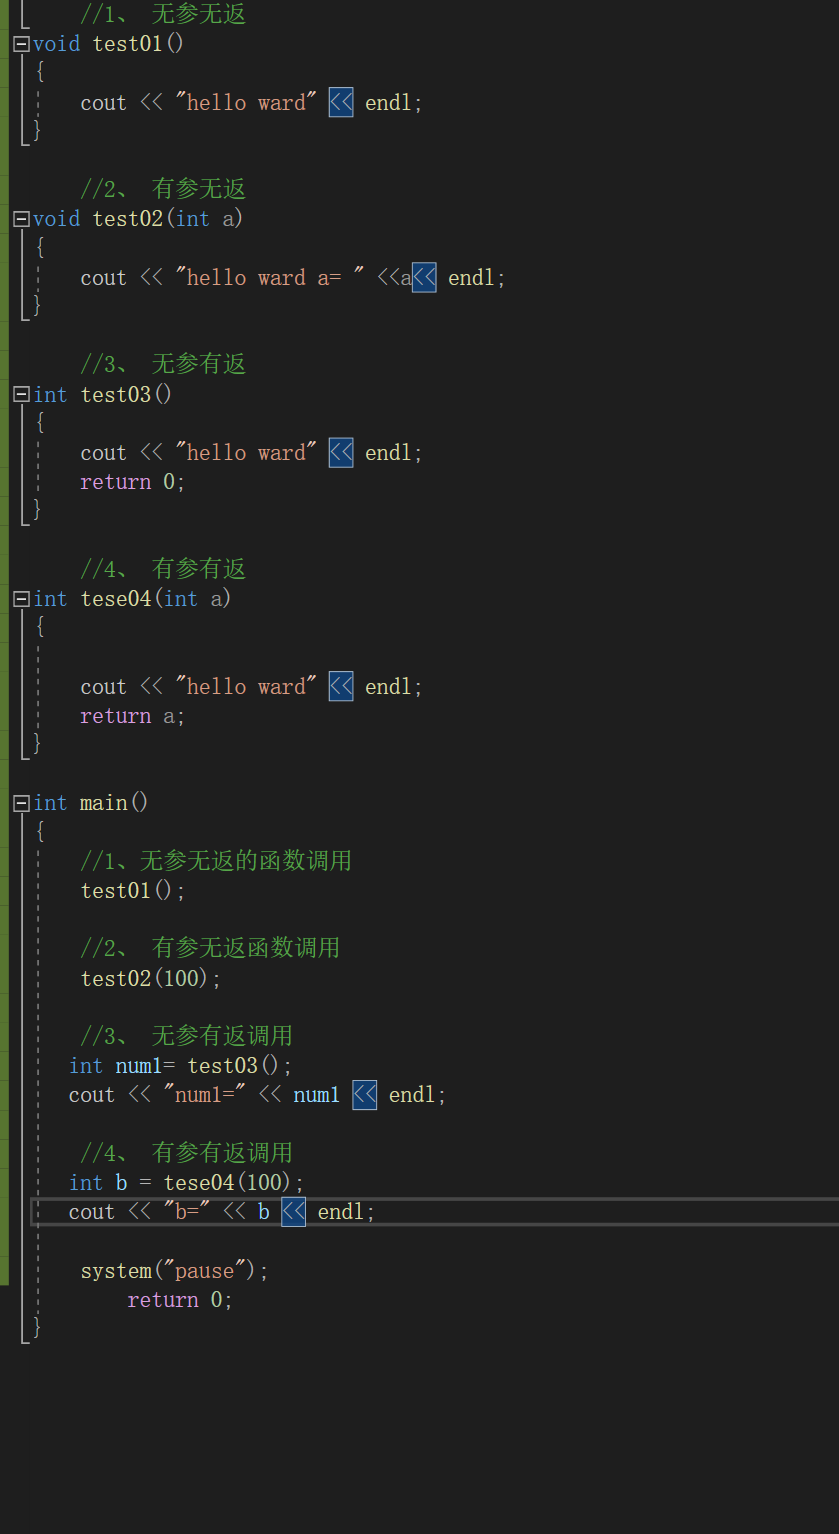 //1、 无参无返
void test01()
{
cout << "hello ward" << endl;
}
//2、 有参无返
void test02(int a)
{
cout << "hello ward a= " <<a<< endl;
}
//3、 无参有返
int test03()
{
cout << "hello ward" << endl;
return 0;
}
//4、 有参有返
int tese04(int a)
{
cout << "hello ward" << endl;
return a;
}
int main()
{
//1、无参无返的函数调用
test01();
//2、 有参无返函数调用
test02(100);
//3、 无参有返调用
int num1= test03();
cout << "num1=" << num1 << endl;
//4、 有参有返调用
int b = tese04(100);
cout << "b=" << b << endl;
system("pause");
return 0;
}